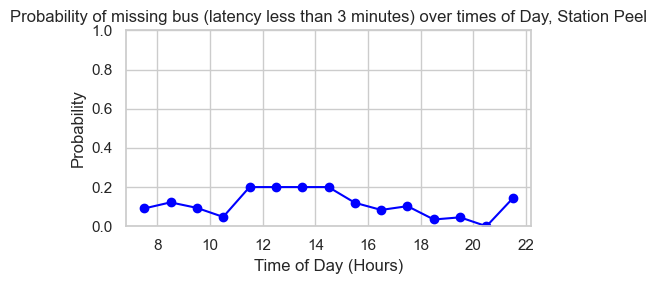 Probability of missing bus (latency less than 3 minutes) over times of Day, Station Peel
1.0
0.8
0.6
0.4
0.2
0.0
Probability
8 10 12 14 16 18 20 22
Time of Day (Hours)